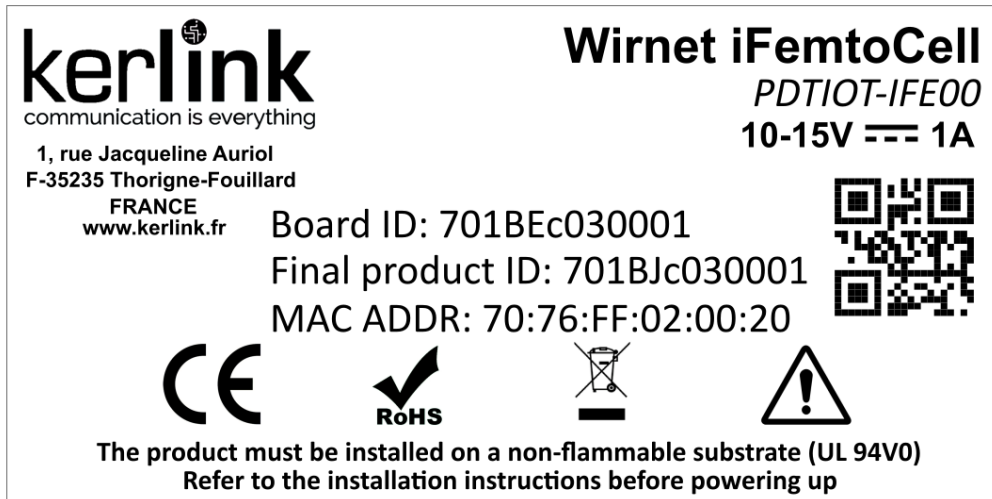 kerlink
communication is everything
1, rue Jacqueline Auriol
F-35235 Thorigne-Fouillard
FRANCE
www.kerlink.fr
Wirnet iFemtoCell
PDTIOT-IFE00
10-15V 1A
Board ID: 701BEc030001
Final product ID: 701BJc030001
MAC ADDR: 70:76:FF:02:00:20
CE
RoHS
The product must be installed on a non-flammable substrate (UL 94V0)
Refer to the installation instructions before powering up